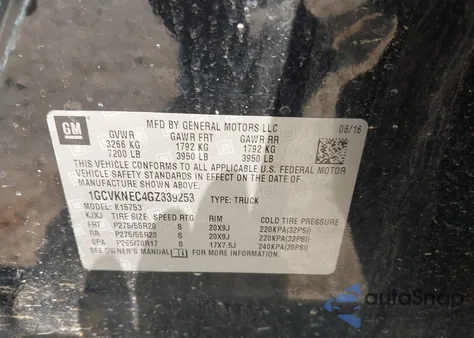 GM
MFD BY GENERAL MOTORS LLC
06/16
GVWR GAWR FRT GAWR RR
3266 KG 1792 KG 1792 KG
7200 LB 3950 LB 3950 LB
THIS VEHICLE CONFORMS TO ALL APPLICABLE U.S. FEDERAL MOTOR
VEHICLE SAFETY STANDARDS IN EFFECT ON THE DATE OF
MANUFACTURE SHOWN ABOVE.
1GCVKNEC4GZ339253 TYPE: TRUCK
MODEL: K15753
KJXJ TIRE SIZE SPEED RTG RIM COLD TIRE PRESSURE
FRT P275/55R20 S 20X9J 220KPA(32PSI)
RR P275/55R20 S 20X9J 220KPA(32PSI)
SPA P265/70R17 S 17X7.5J 240KPA(35PSI)
SEE OWNER'S MANUAL FOR MORE INFORMATION.
autoSnap